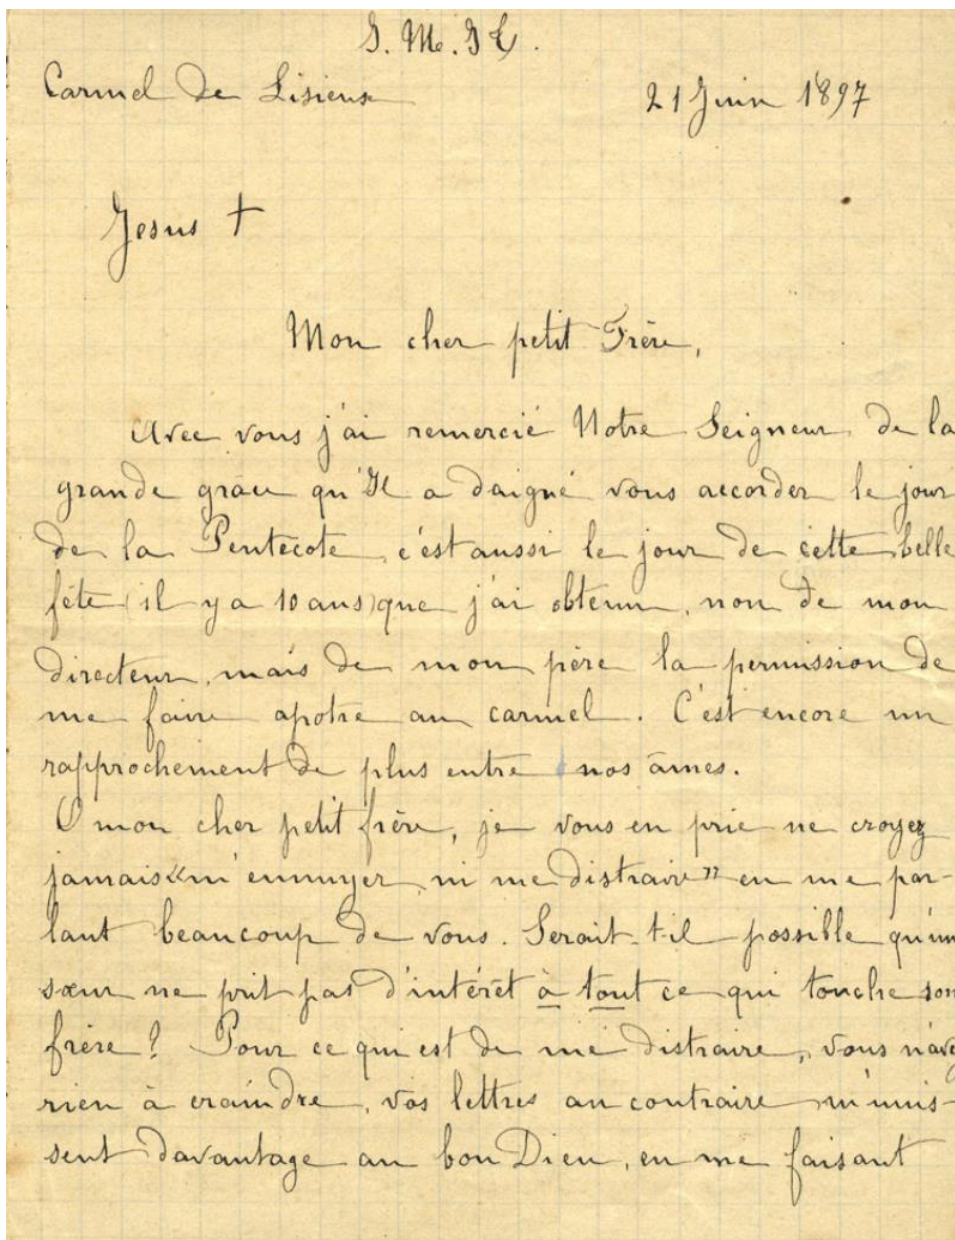 J. M. J. T.
Carmel de Lisieux 21 Juin 1897
Jesus †
Mon cher petit Frère,
Avec vous j'ai remercié Notre Seigneur de la
grande grâce qu'Il a daigné vous accorder le jour
de la Pentecôte, c'est aussi le jour de cette belle
fête (il y a 10 ans) que j'ai obtenu, non de mon
directeur, mais de mon père la permission de
me faire apotre au carmel. C'est encore un
rapprochement de plus entre nos âmes.
O mon cher petit frère, je vous en prie ne croyez
jamais «m'ennuyer, ni me distraire» en me par-
lant beaucoup de vous. Serait-t-il possible qu'une
sœur ne prit pas d'intérêt à tout ce qui touche son
frère? Pour ce qui est de me distraire, vous n'avez
rien à craindre, vos lettres au contraire m'unis-
sent davantage au bon Dieu, en me faisant